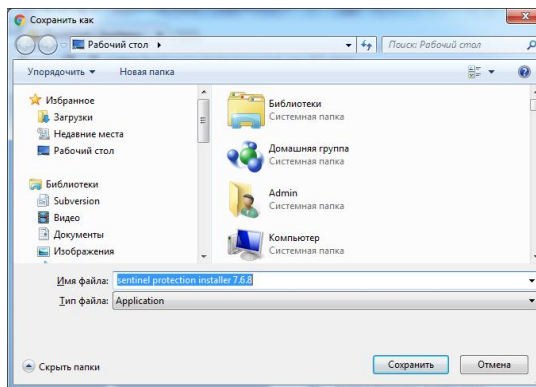 Сохранить как
Рабочий стол
Поиск: Рабочий стол
Упорядочить
Новая папка
Избранное
Загрузки
Недавние места
Рабочий стол
Библиотеки
Subversion
Видео
Документы
Изображения
Библиотеки
Системная папка
Домашняя группа
Системная папка
Admin
Системная папка
Компьютер
Системная папка
Имя файла: sentinel protection installer 7.6.8
Тип файла: Application
Скрыть папки
Сохранить
Отмена